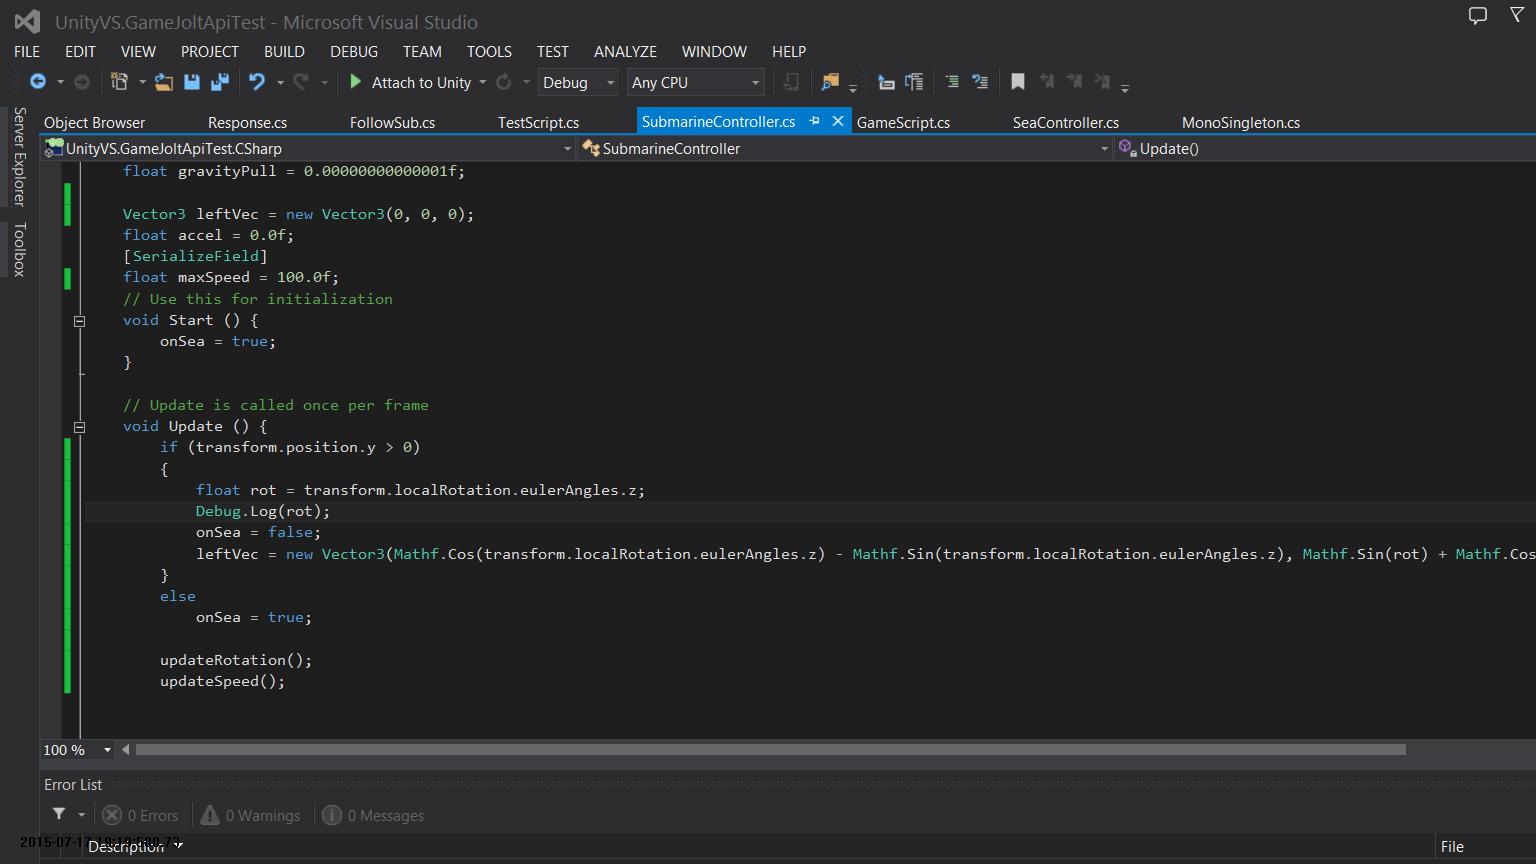 UnityVS.GameJoltApiTest - Microsoft Visual Studio
FILE EDIT VIEW PROJECT BUILD DEBUG TEAM TOOLS TEST ANALYZE WINDOW HELP
Attach to Unity Debug Any CPU
Server Explorer
Toolbox
Object Browser Response.cs FollowSub.cs TestScript.cs SubmarineController.cs GameScript.cs SeaController.cs MonoSingleton.cs
UnityVS.GameJoltApiTest.CSharp SubmarineController Update()
float gravityPull = 0.00000000000001f;
Vector3 leftVec = new Vector3(0, 0, 0);
float accel = 0.0f;
[SerializeField]
float maxSpeed = 100.0f;
// Use this for initialization
void Start () {
onSea = true;
}
// Update is called once per frame
void Update () {
if (transform.position.y > 0)
{
float rot = transform.localRotation.eulerAngles.z;
Debug.Log(rot);
onSea = false;
leftVec = new Vector3(Mathf.Cos(transform.localRotation.eulerAngles.z) - Mathf.Sin(transform.localRotation.eulerAngles.z), Mathf.Sin(rot) + Mathf.Cos
}
else
onSea = true;
updateRotation();
updateSpeed();
100 %
Error List
0 Errors 0 Warnings 0 Messages
Description File